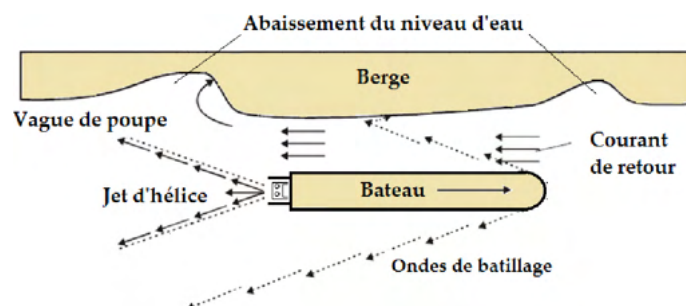 Abaissement du niveau d'eau
Berge
Vague de poupe
Courant
de retour
Jet d'hélice
Bateau
Ondes de batillage